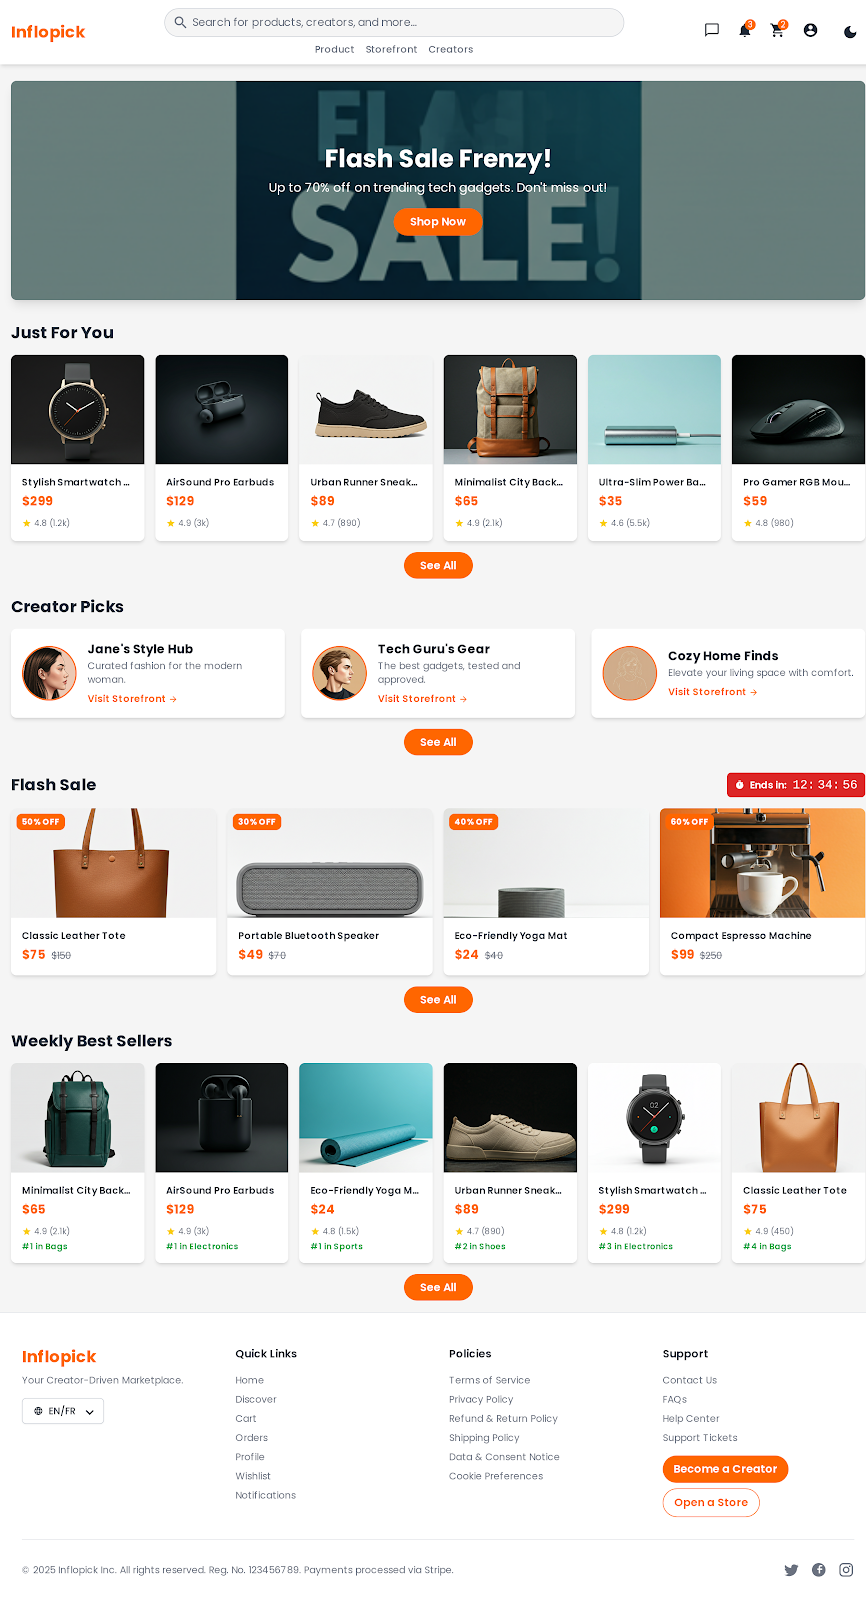 Inflopick
Search for products, creators, and more...
3
2
Product Storefront Creators
FLASH
SALE!
Flash Sale Frenzy!
Up to 70% off on trending tech gadgets. Don't miss out!
Shop Now
Just For You
Stylish Smartwatch ...
$299
4.8 (1.2k)
AirSound Pro Earbuds
$129
4.9 (3k)
Urban Runner Sneak...
$89
4.7 (890)
Minimalist City Back...
$65
4.9 (2.1k)
Ultra-Slim Power Ba...
$35
4.6 (5.5k)
Pro Gamer RGB Mou...
$59
4.8 (980)
See All
Creator Picks
Jane's Style Hub
Curated fashion for the modern
woman.
Visit Storefront →
Tech Guru's Gear
The best gadgets, tested and
approved.
Visit Storefront →
Cozy Home Finds
Elevate your living space with comfort.
Visit Storefront →
See All
Flash Sale
Ends in: 12: 34: 56
50% OFF
Classic Leather Tote
$75 $150
30% OFF
Portable Bluetooth Speaker
$49 $70
40% OFF
Eco-Friendly Yoga Mat
$24 $40
60% OFF
Compact Espresso Machine
$99 $250
See All
Weekly Best Sellers
Minimalist City Back...
$65
4.9 (2.1k)
#1 in Bags
AirSound Pro Earbuds
$129
4.9 (3k)
#1 in Electronics
Eco-Friendly Yoga M...
$24
4.8 (1.5k)
#1 in Sports
Urban Runner Sneak...
$89
4.7 (890)
#2 in Shoes
02
Stylish Smartwatch ...
$299
4.8 (1.2k)
#3 in Electronics
Classic Leather Tote
$75
4.9 (450)
#4 in Bags
See All
Inflopick
Your Creator-Driven Marketplace.
EN/FR
Quick Links
Home
Discover
Cart
Orders
Profile
Wishlist
Notifications
Policies
Terms of Service
Privacy Policy
Refund & Return Policy
Shipping Policy
Data & Consent Notice
Cookie Preferences
Support
Contact Us
FAQs
Help Center
Support Tickets
Become a Creator
Open a Store
© 2025 Inflopick Inc. All rights reserved. Reg. No. 123456789. Payments processed via Stripe.